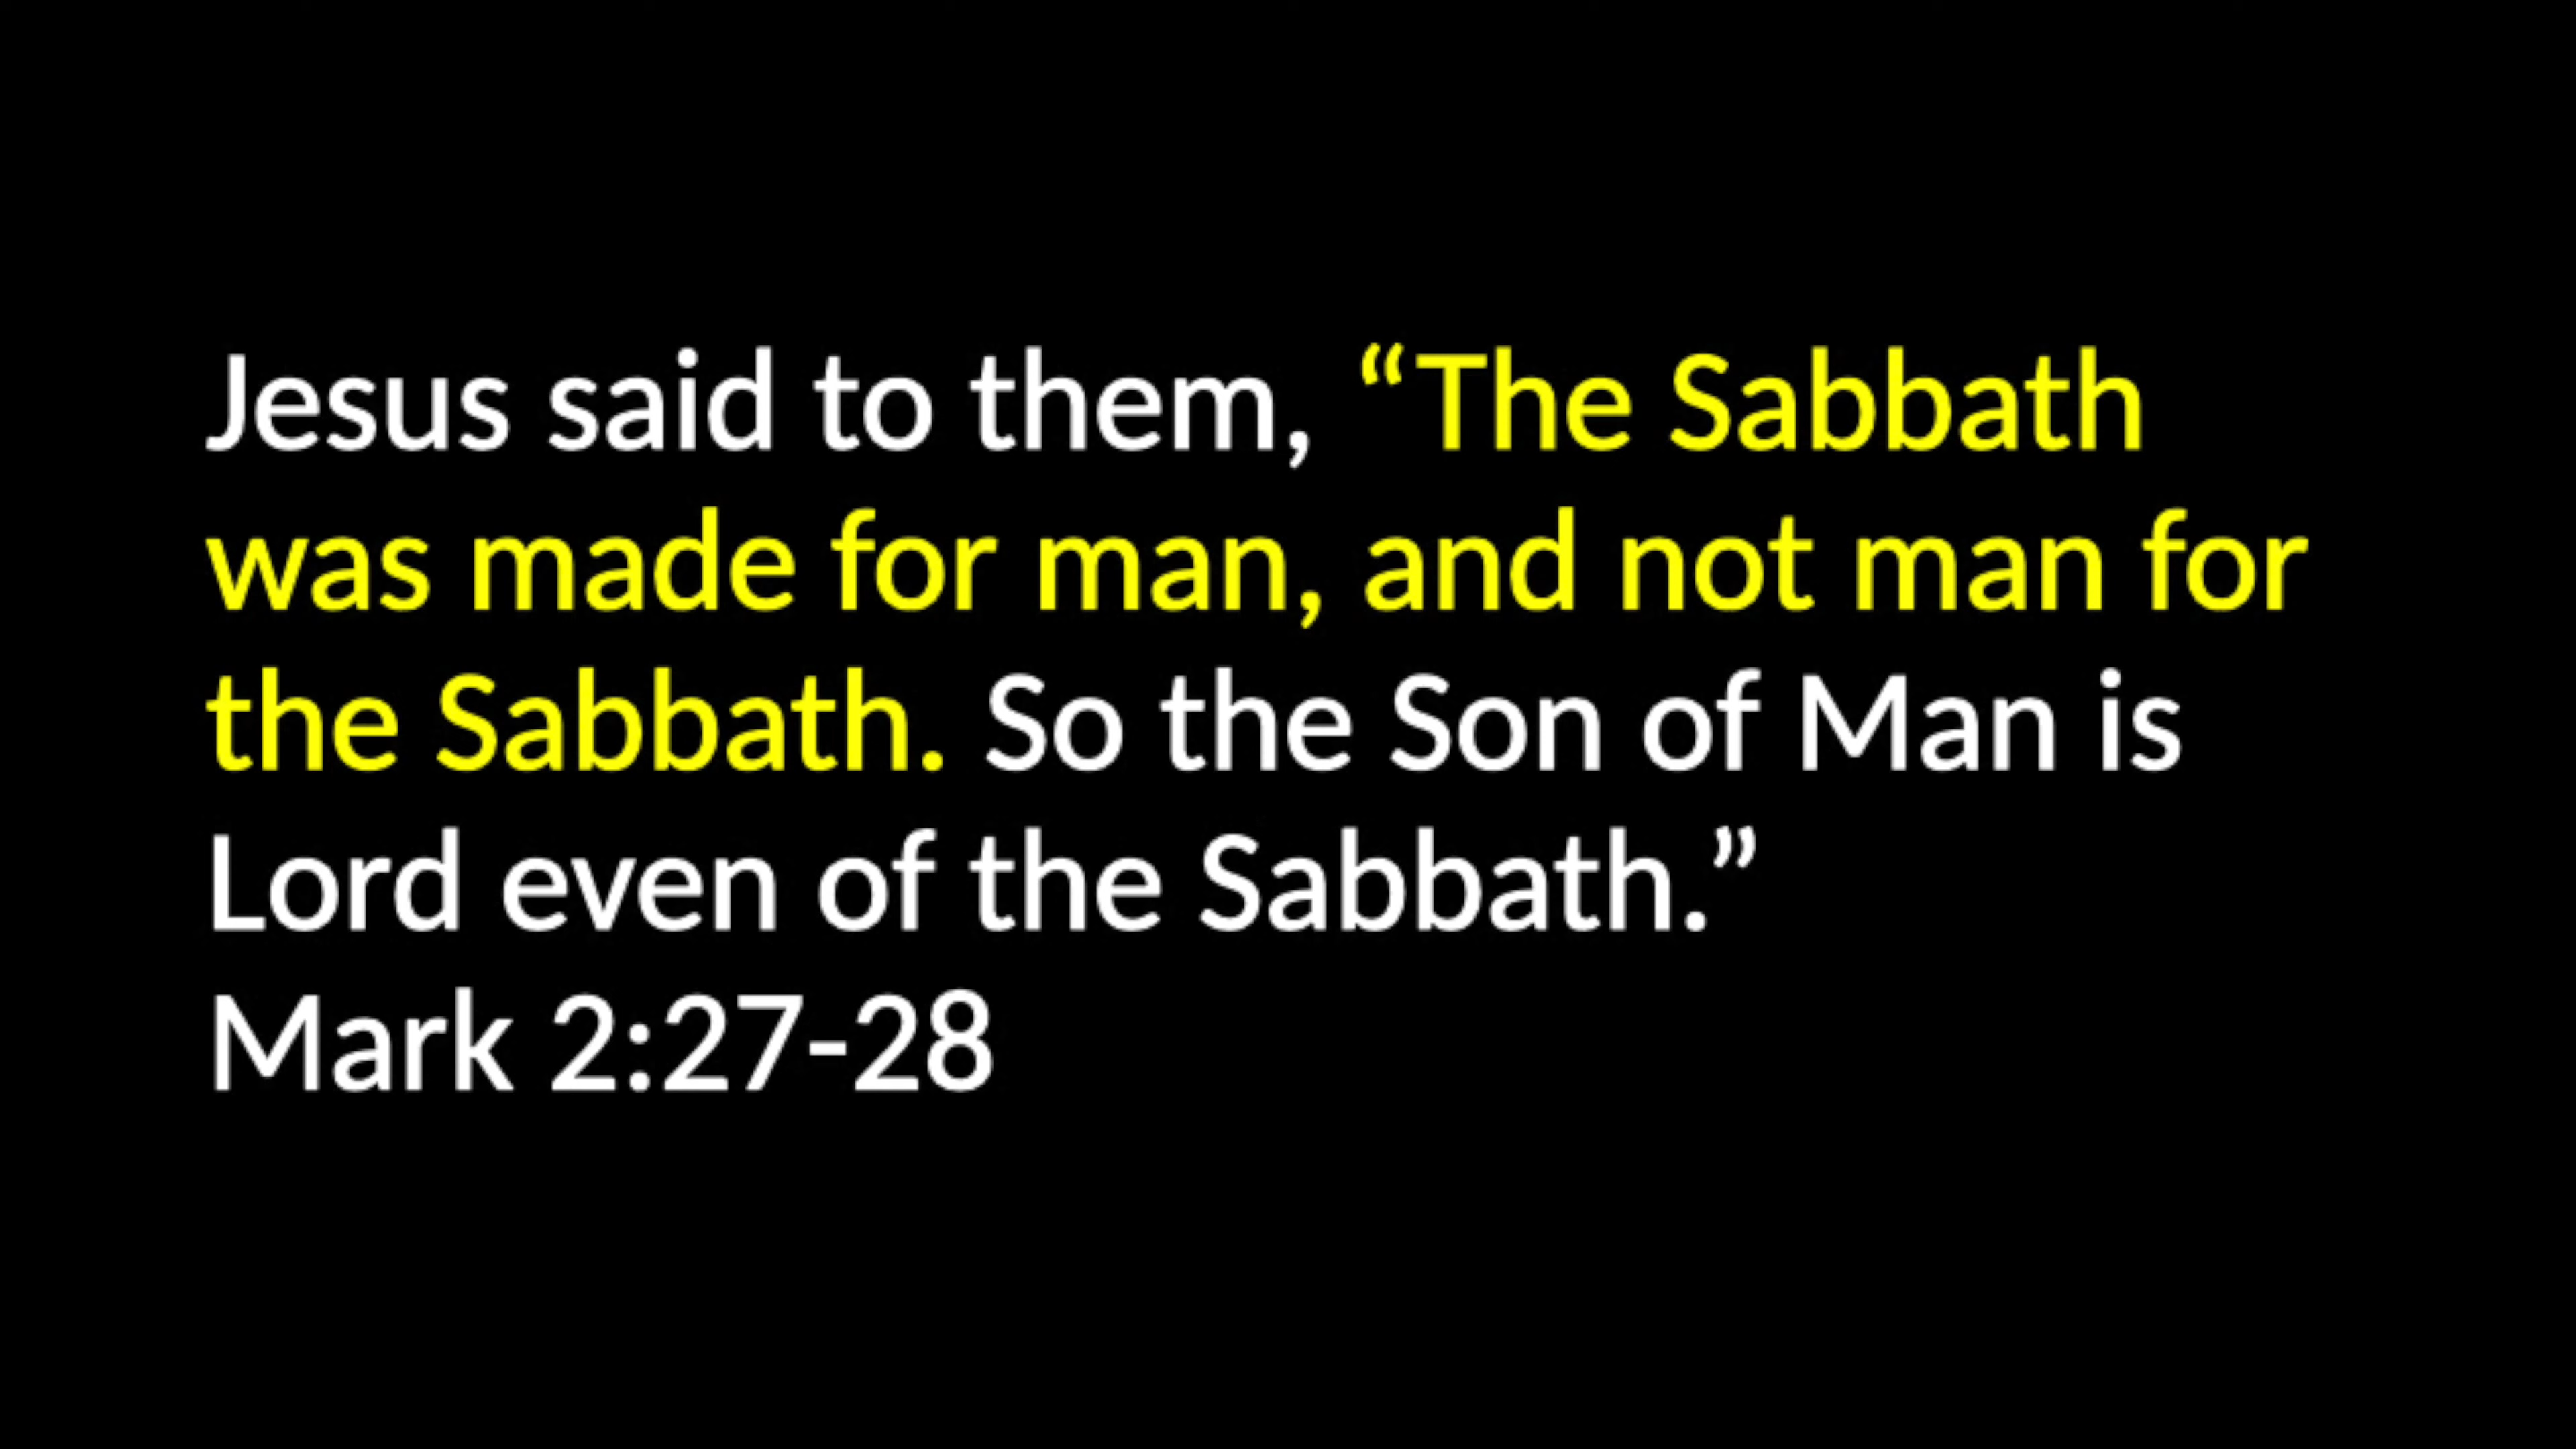 Jesus said to them, “The Sabbath
was made for man, and not man for
the Sabbath. So the Son of Man is
Lord even of the Sabbath.”
Mark 2:27-28